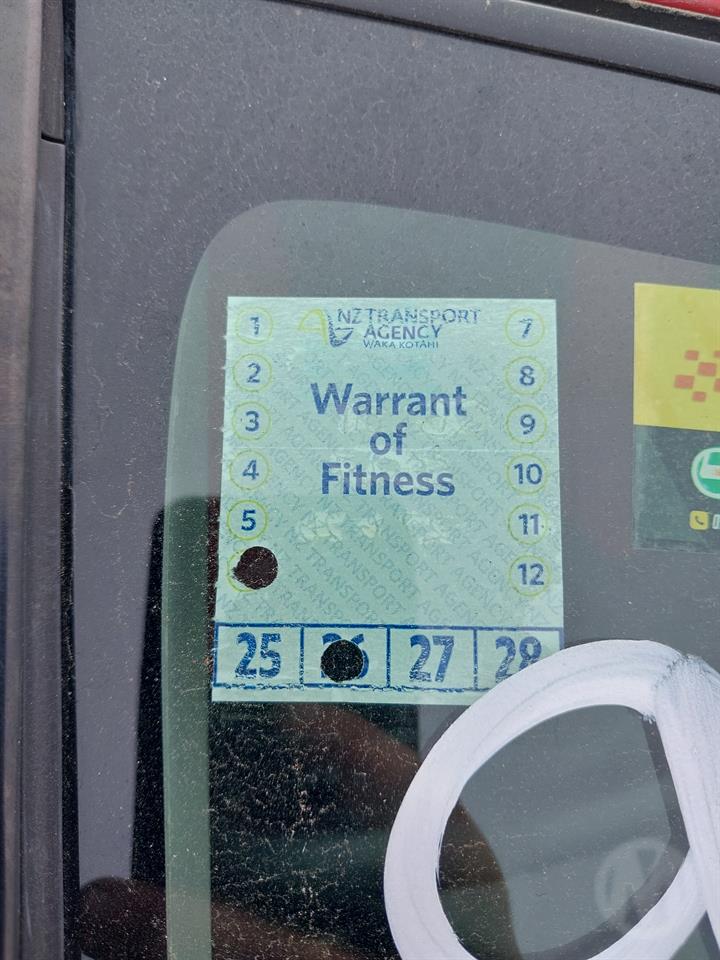 NZ TRANSPORT
AGENCY
WAKA KOTAHI
Warrant
of
Fitness
1
2
3
4
5
7
8
9
10
11
12
25
27
28